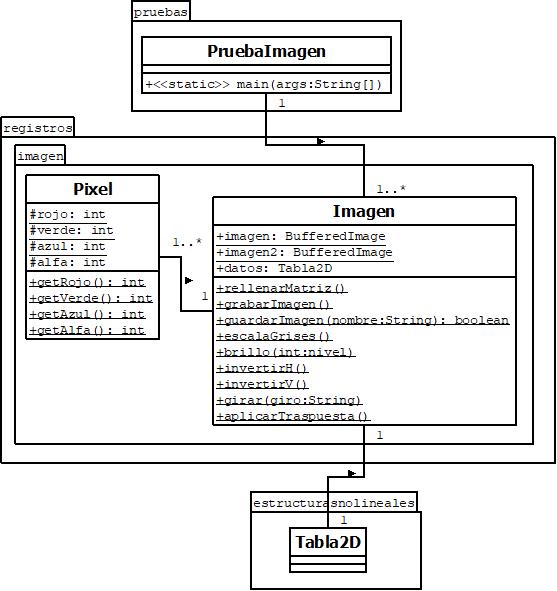 pruebas
PruebaImagen
+<<static>> main(args:String[])
1
registros
imagen
1..*
Pixel
#rojo: int
#verde: int
#azul: int
#alfa: int
+getRojo(): int
+getVerde(): int
+getAzul(): int
+getAlfa(): int
1..*
1
Imagen
+imagen: BufferedImage
+imagen2: BufferedImage
+datos: Tabla2D
+rellenarMatriz()
+grabarImagen()
+guardarImagen(nombre:String): boolean
+escalaGrises()
+brillo(int:nivel)
+invertirH()
+invertirV()
+girar(giro:String)
+aplicarTraspuesta()
1
estructurasnolineales
1
Tabla2D